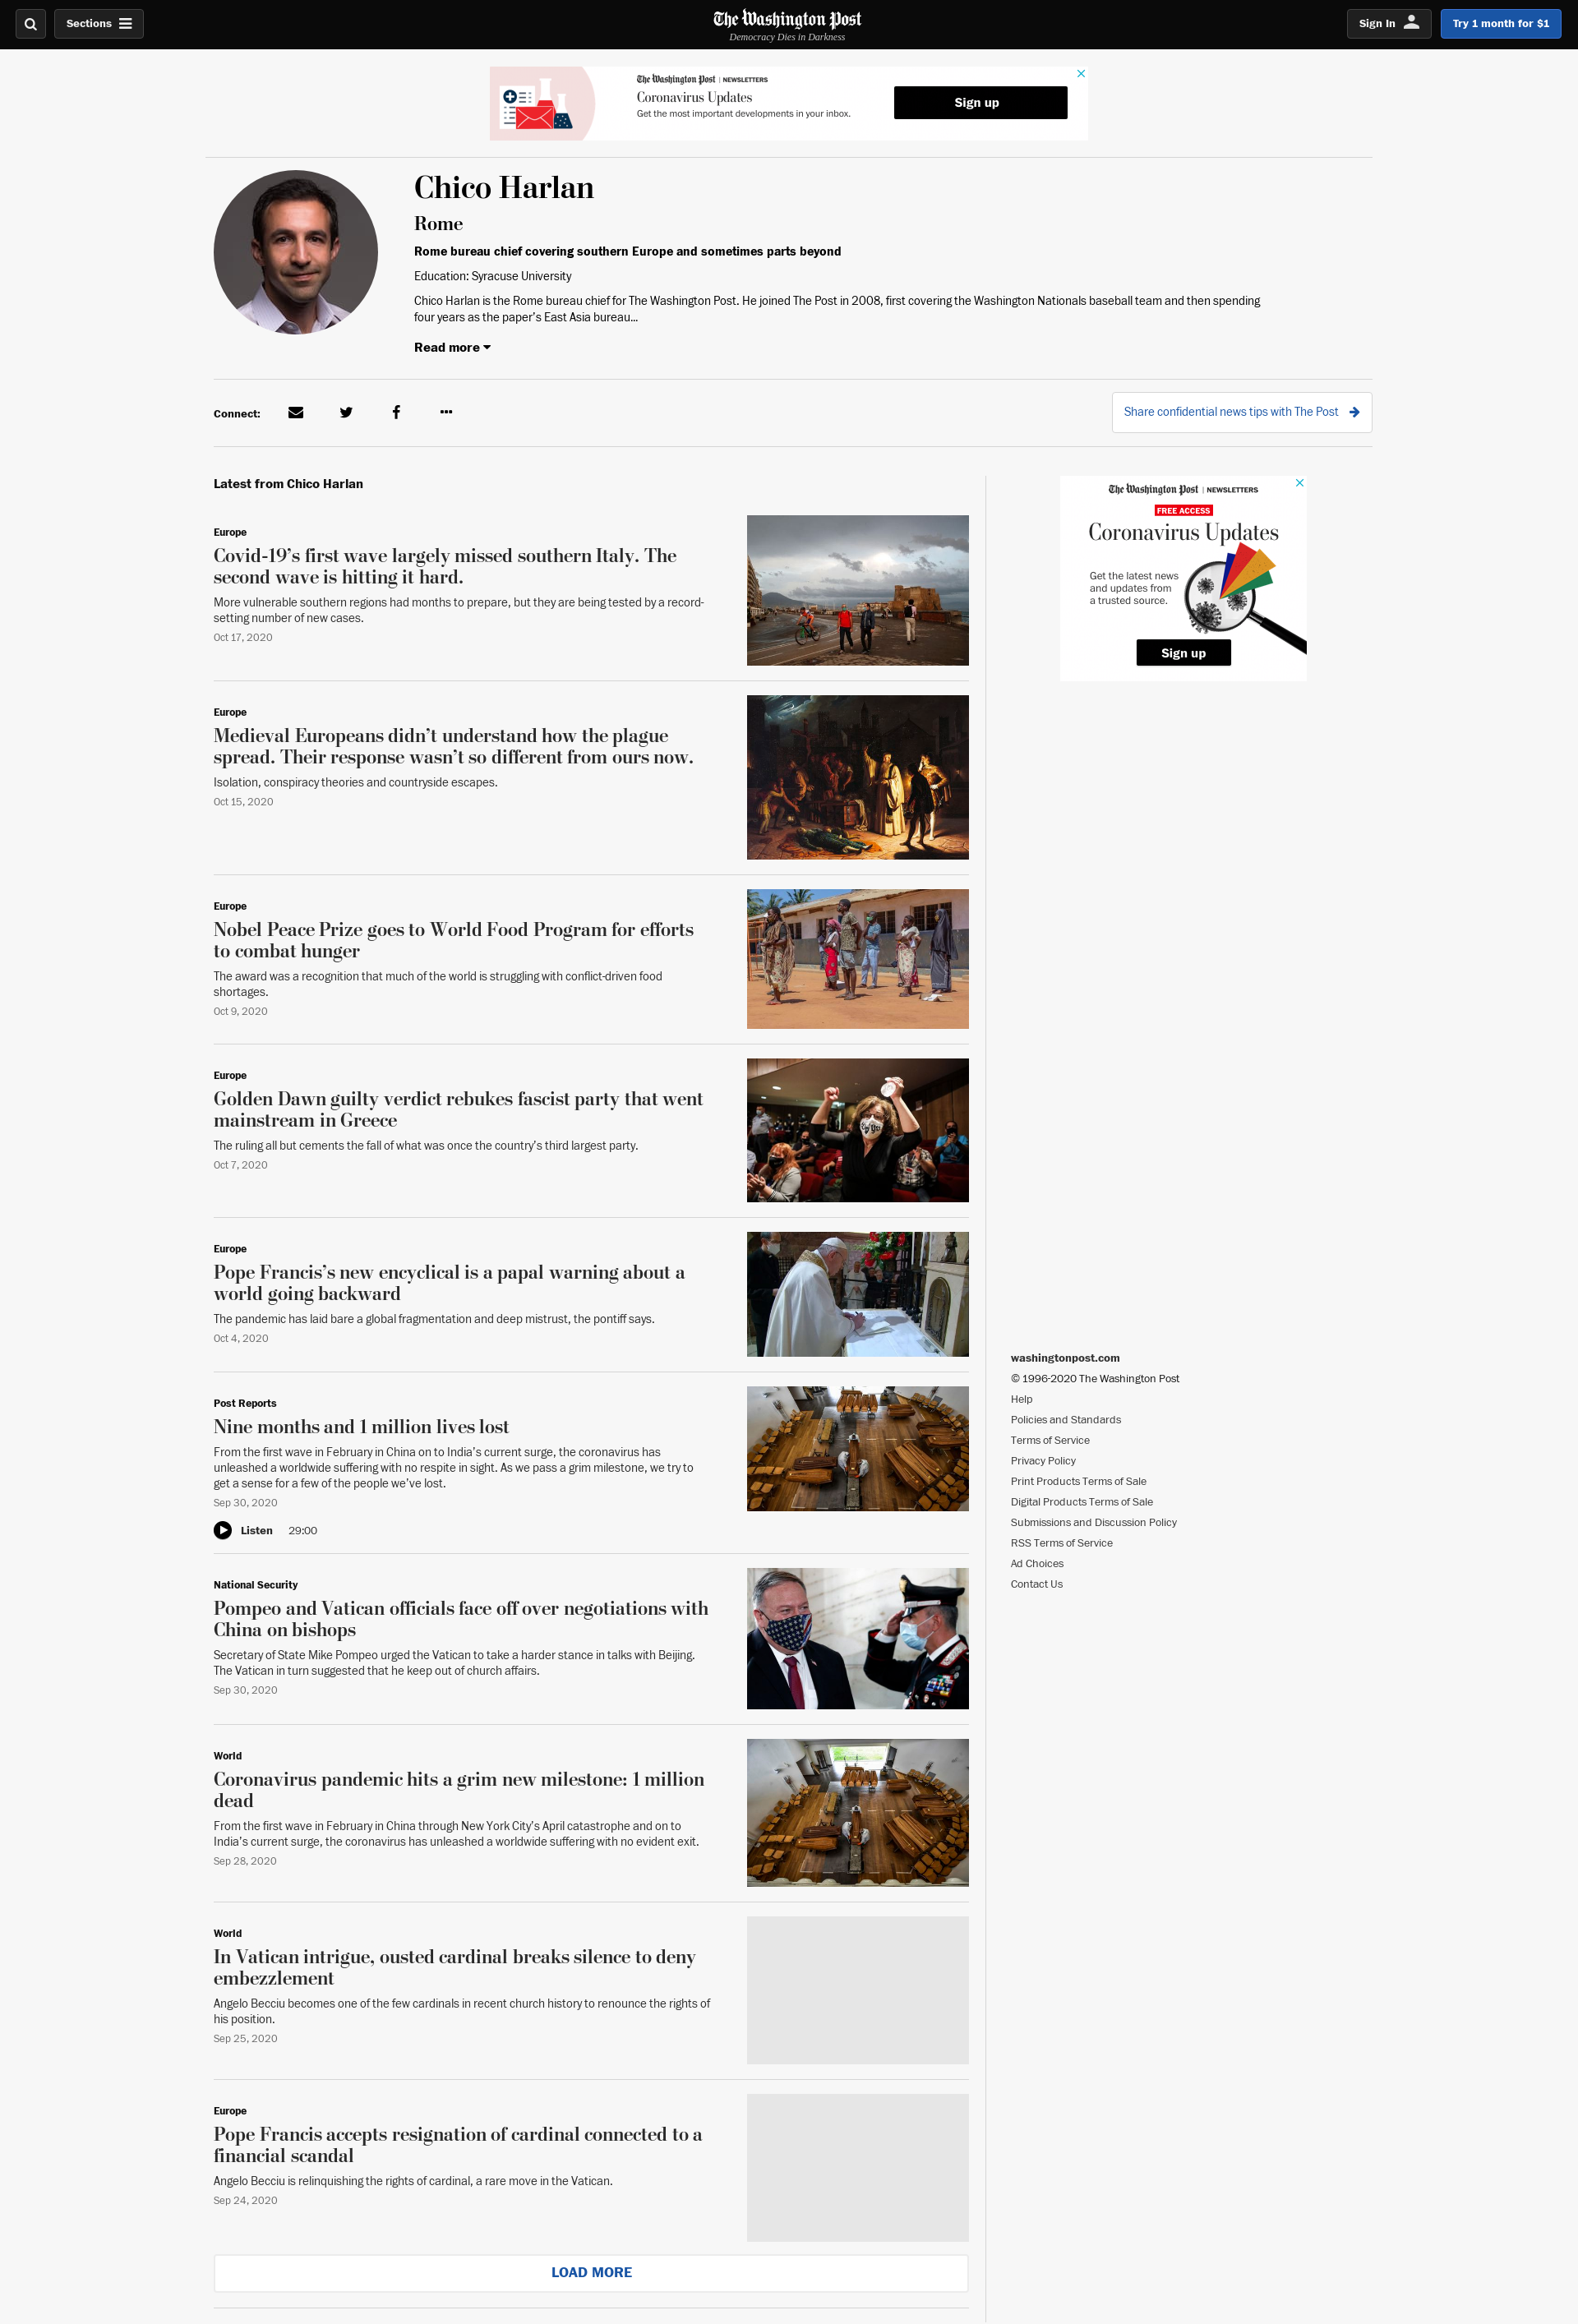 Sections
The Washington Post
Democracy Dies in Darkness
Sign In
Try 1 month for $1
The Washington Post | NEWSLETTERS
Coronavirus Updates
Get the most important developments in your inbox.
Sign up
Chico Harlan
Rome
Rome bureau chief covering southern Europe and sometimes parts beyond
Education: Syracuse University
Chico Harlan is the Rome bureau chief for The Washington Post. He joined The Post in 2008, first covering the Washington Nationals baseball team and then spending
four years as the paper's East Asia bureau...
Read more
Connect:
Share confidential news tips with The Post
Latest from Chico Harlan
Europe
Covid-19's first wave largely missed southern Italy. The
second wave is hitting it hard.
More vulnerable southern regions had months to prepare, but they are being tested by a record-
setting number of new cases.
Oct 17, 2020
Europe
Medieval Europeans didn't understand how the plague
spread. Their response wasn't so different from ours now.
Isolation, conspiracy theories and countryside escapes.
Oct 15, 2020
Europe
Nobel Peace Prize goes to World Food Program for efforts
to combat hunger
The award was a recognition that much of the world is struggling with conflict-driven food
shortages.
Oct 9, 2020
Europe
Golden Dawn guilty verdict rebukes fascist party that went
mainstream in Greece
The ruling all but cements the fall of what was once the country's third largest party.
Oct 7, 2020
Europe
Pope Francis's new encyclical is a papal warning about a
world going backward
The pandemic has laid bare a global fragmentation and deep mistrust, the pontiff says.
Oct 4, 2020
Post Reports
Nine months and 1 million lives lost
From the first wave in February in China on to India's current surge, the coronavirus has
unleashed a worldwide suffering with no respite in sight. As we pass a grim milestone, we try to
get a sense for a few of the people we've lost.
Sep 30, 2020
Listen 29:00
National Security
Pompeo and Vatican officials face off over negotiations with
China on bishops
Secretary of State Mike Pompeo urged the Vatican to take a harder stance in talks with Beijing.
The Vatican in turn suggested that he keep out of church affairs.
Sep 30, 2020
World
Coronavirus pandemic hits a grim new milestone: 1 million
dead
From the first wave in February in China through New York City's April catastrophe and on to
India's current surge, the coronavirus has unleashed a worldwide suffering with no evident exit.
Sep 28, 2020
World
In Vatican intrigue, ousted cardinal breaks silence to deny
embezzlement
Angelo Becciu becomes one of the few cardinals in recent church history to renounce the rights of
his position.
Sep 25, 2020
Europe
Pope Francis accepts resignation of cardinal connected to a
financial scandal
Angelo Becciu is relinquishing the rights of cardinal, a rare move in the Vatican.
Sep 24, 2020
LOAD MORE
The Washington Post | NEWSLETTERS
FREE ACCESS
Coronavirus Updates
Get the latest news
and updates from
a trusted source.
Sign up
washingtonpost.com
© 1996-2020 The Washington Post
Help
Policies and Standards
Terms of Service
Privacy Policy
Print Products Terms of Sale
Digital Products Terms of Sale
Submissions and Discussion Policy
RSS Terms of Service
Ad Choices
Contact Us